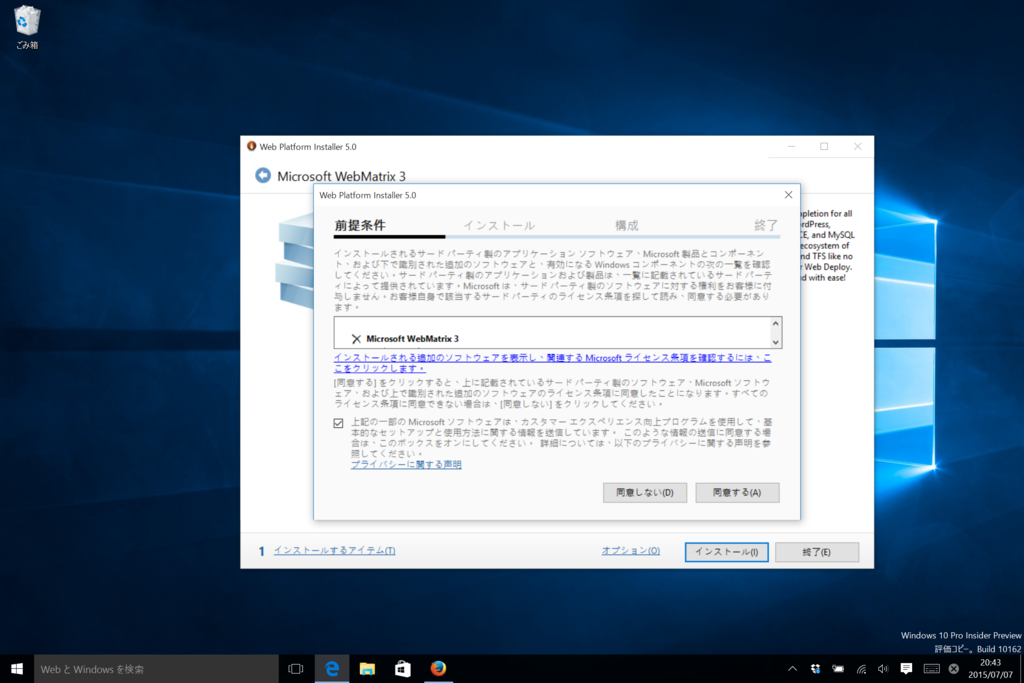 ごみ箱
Web Platform Installer 5.0
Microsoft WebMatrix 3
Web Platform Installer 5.0
前提条件 インストール 構成 終了
インストールされるサード パーティ製のアプリケーション ソフトウェア、Microsoft 製品とコンポーネン
ト、および下で識別された追加のソフトウェアと、有効になる Windows コンポーネントの次の一覧を確認
してください。サード パーティ製のアプリケーションおよび製品は、一覧に記載されているサード パーテ
ィによって提供されています。Microsoft は、サード パーティ製のソフトウェアに対する権利をお客様に付
与しません。お客様自身で該当するサード パーティのライセンス条項を探して読み、同意する必要があり
ます。
Microsoft WebMatrix 3
インストールされる追加のソフトウェアを表示し、関連する Microsoft ライセンス条項を確認するには、こ
こをクリックします。
[同意する] をクリックすると、上に記載されているサード パーティ製のソフトウェア、Microsoft ソフトウ
ェア、および上で識別された追加のソフトウェアのライセンス条項に同意したことになります。すべての
ライセンス条項に同意できない場合は、[同意しない] をクリックしてください。
上記の一部の Microsoft ソフトウェアは、カスタマー エクスペリエンス向上プログラムを使用して、基
本的なセットアップと使用方法に関する情報を送信しています。 このような情報の送信に同意する場
合は、このボックスをオンにしてください。 詳細については、以下のプライバシーに関する声明を参
照してください。
プライバシーに関する声明
同意しない(D) 同意する(A)
pletion for all
rdPress,
CE, and MySQL
ecosystem of
nd TFS like no
r Web Deploy.
d with ease!
1 インストールするアイテム(T) オプション(O) インストール(I) 終了(E)
Windows 10 Pro Insider Preview
評価コピー。 Build 10162
Web と Windows を検索
20:43
2015/07/07